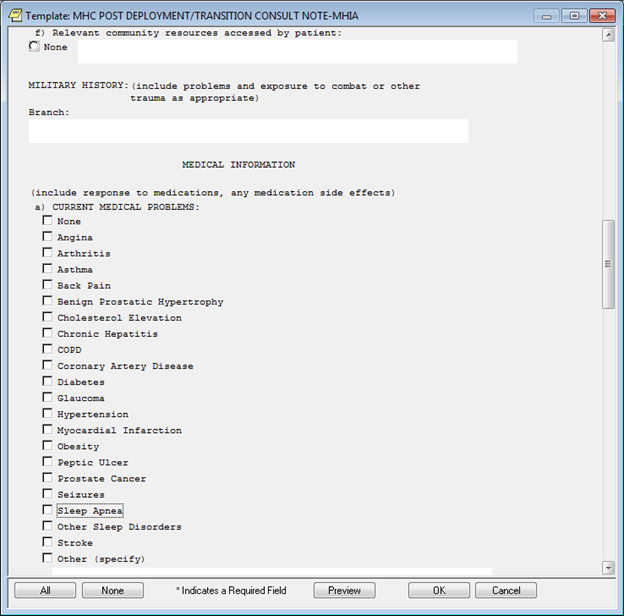 Template: MHC POST DEPLOYMENT/TRANSITION CONSULT NOTE-MHIA
f) Relevant community resources accessed by patient:
None
MILITARY HISTORY:(include problems and exposure to combat or other
trauma as appropriate)
Branch:
MEDICAL INFORMATION
(include response to medications, any medication side effects)
a) CURRENT MEDICAL PROBLEMS:
None
Angina
Arthritis
Asthma
Back Pain
Benign Prostatic Hypertrophy
Cholesterol Elevation
Chronic Hepatitis
COPD
Coronary Artery Disease
Diabetes
Glaucoma
Hypertension
Myocardial Infarction
Obesity
Peptic Ulcer
Prostate Cancer
Seizures
Sleep Apnea
Other Sleep Disorders
Stroke
Other (specify)
All None * Indicates a Required Field Preview OK Cancel